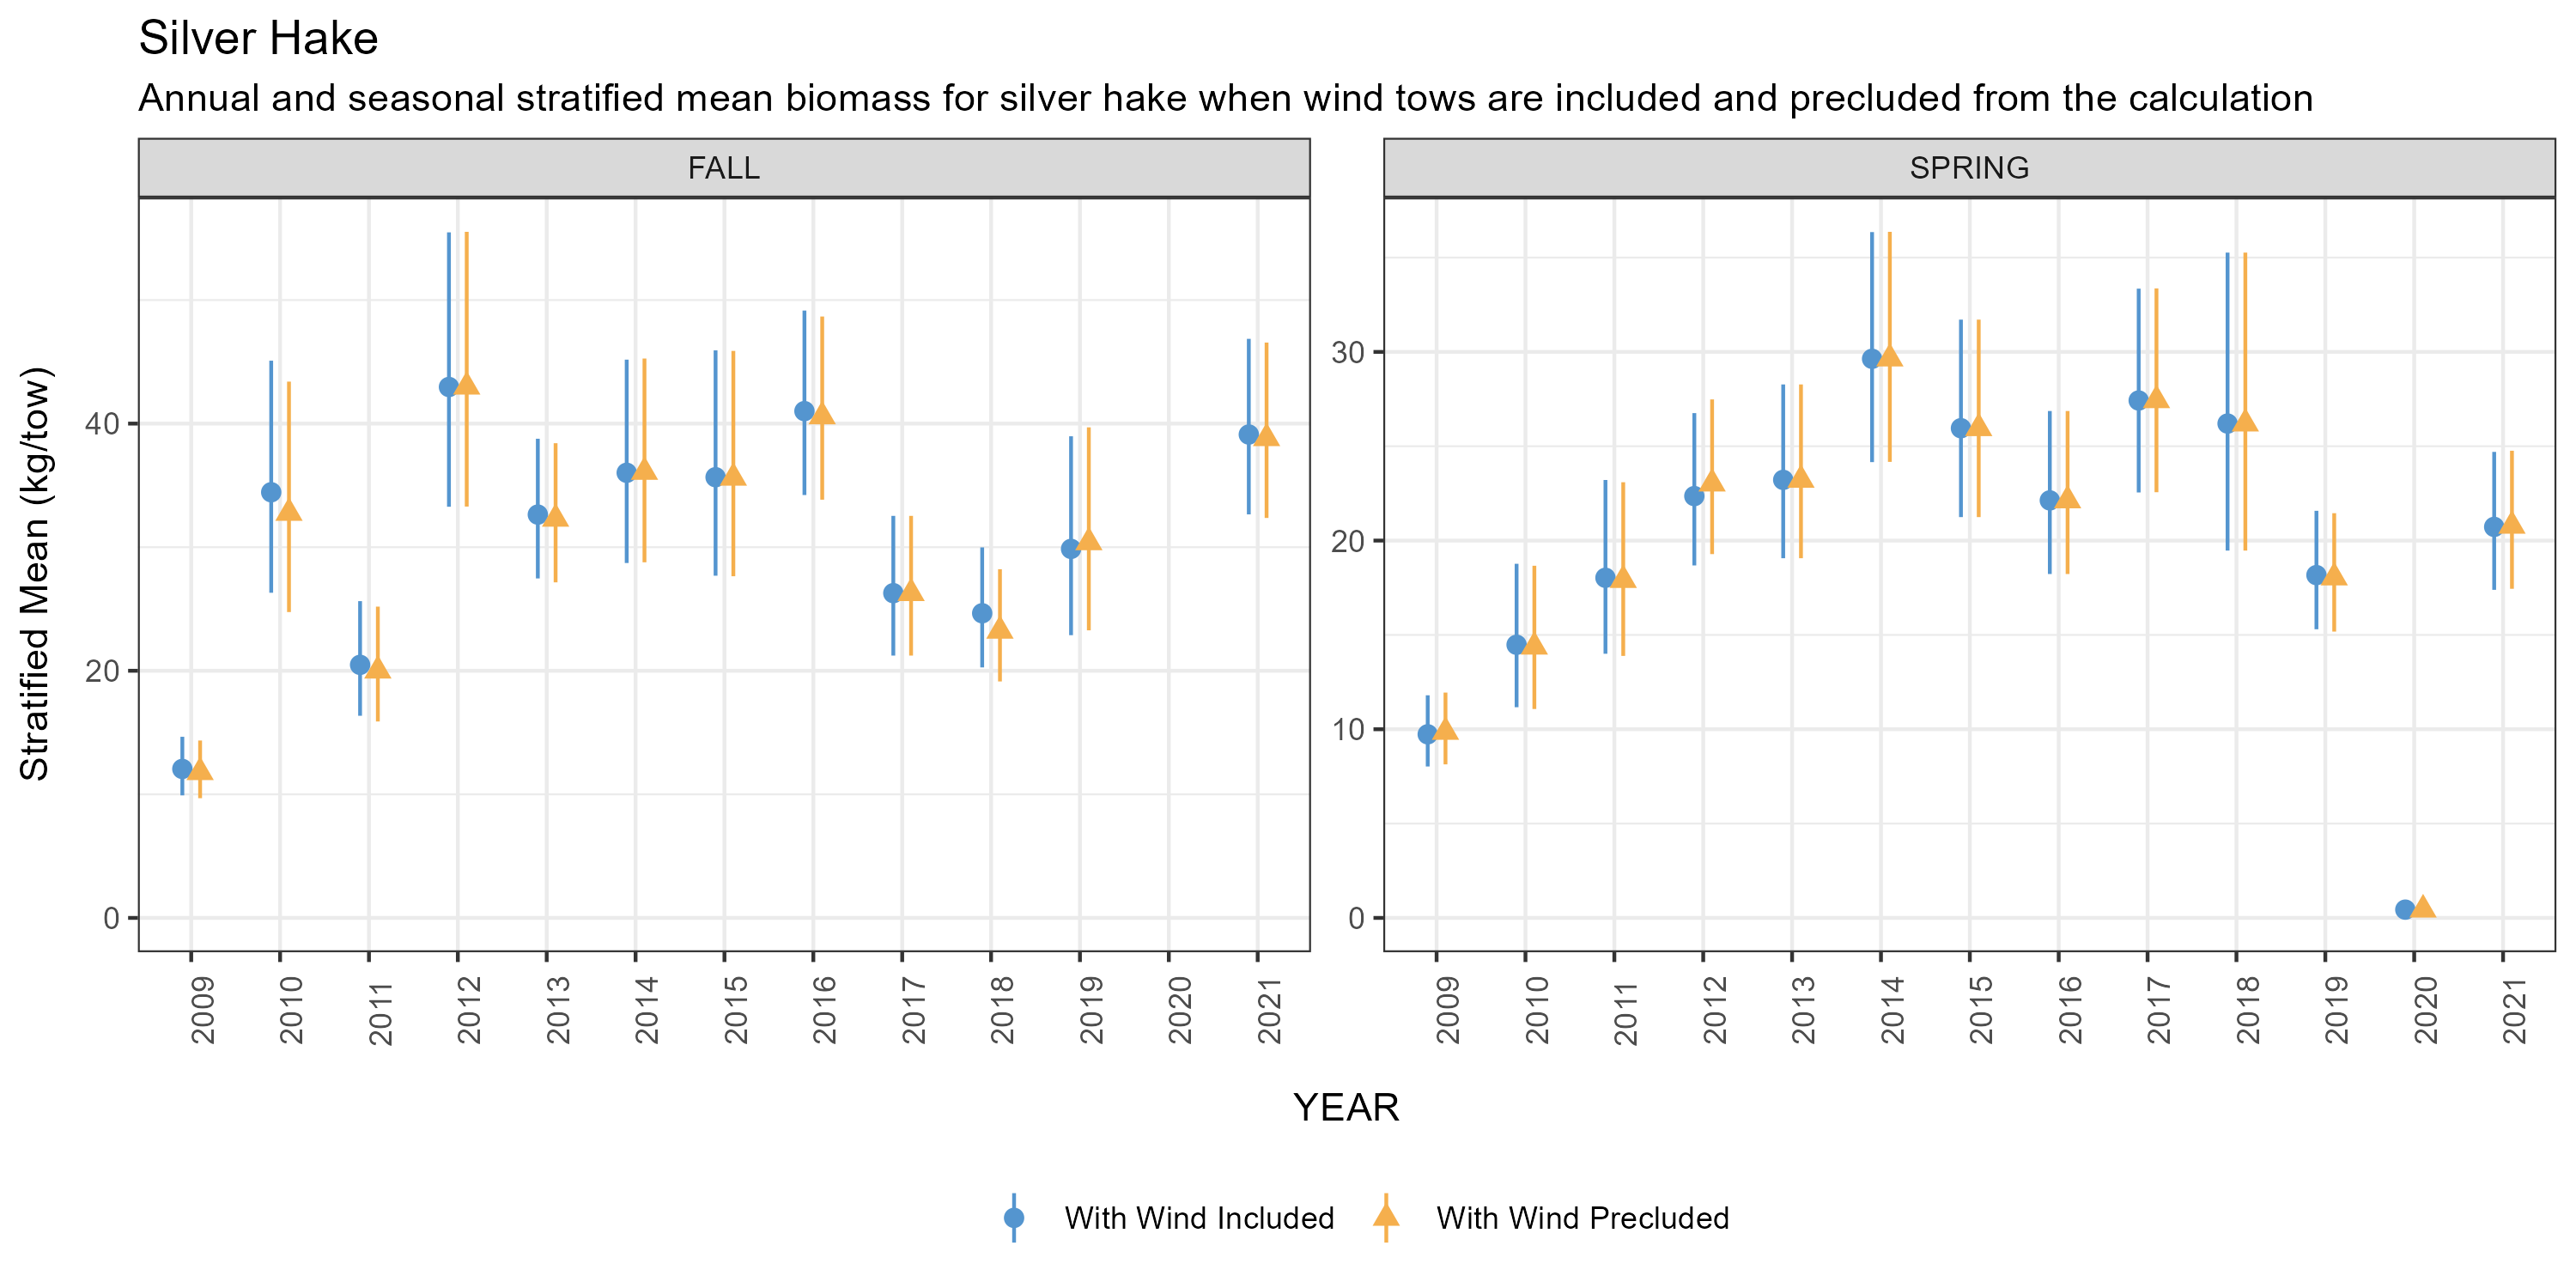 Silver Hake
Annual and seasonal stratified mean biomass for silver hake when wind tows are included and precluded from the calculation
FALL
SPRING
Stratified Mean (kg/tow)
40
20
0
30
20
10
0
2009 2010 2011 2012 2013 2014 2015 2016 2017 2018 2019 2020 2021
2009 2010 2011 2012 2013 2014 2015 2016 2017 2018 2019 2020 2021
YEAR
With Wind Included
With Wind Precluded